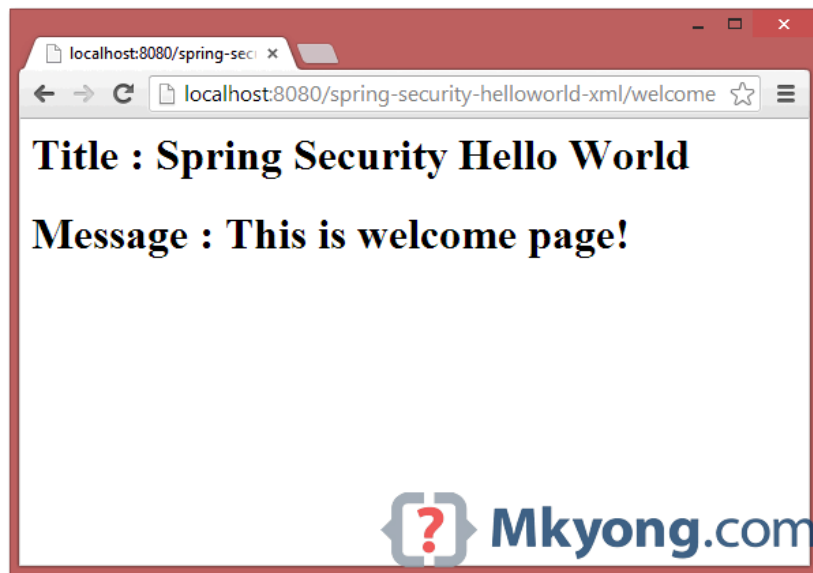 localhost:8080/spring-sec
localhost:8080/spring-security-helloworld-xml/welcome
Title : Spring Security Hello World
Message : This is welcome page!
Mkyong.com